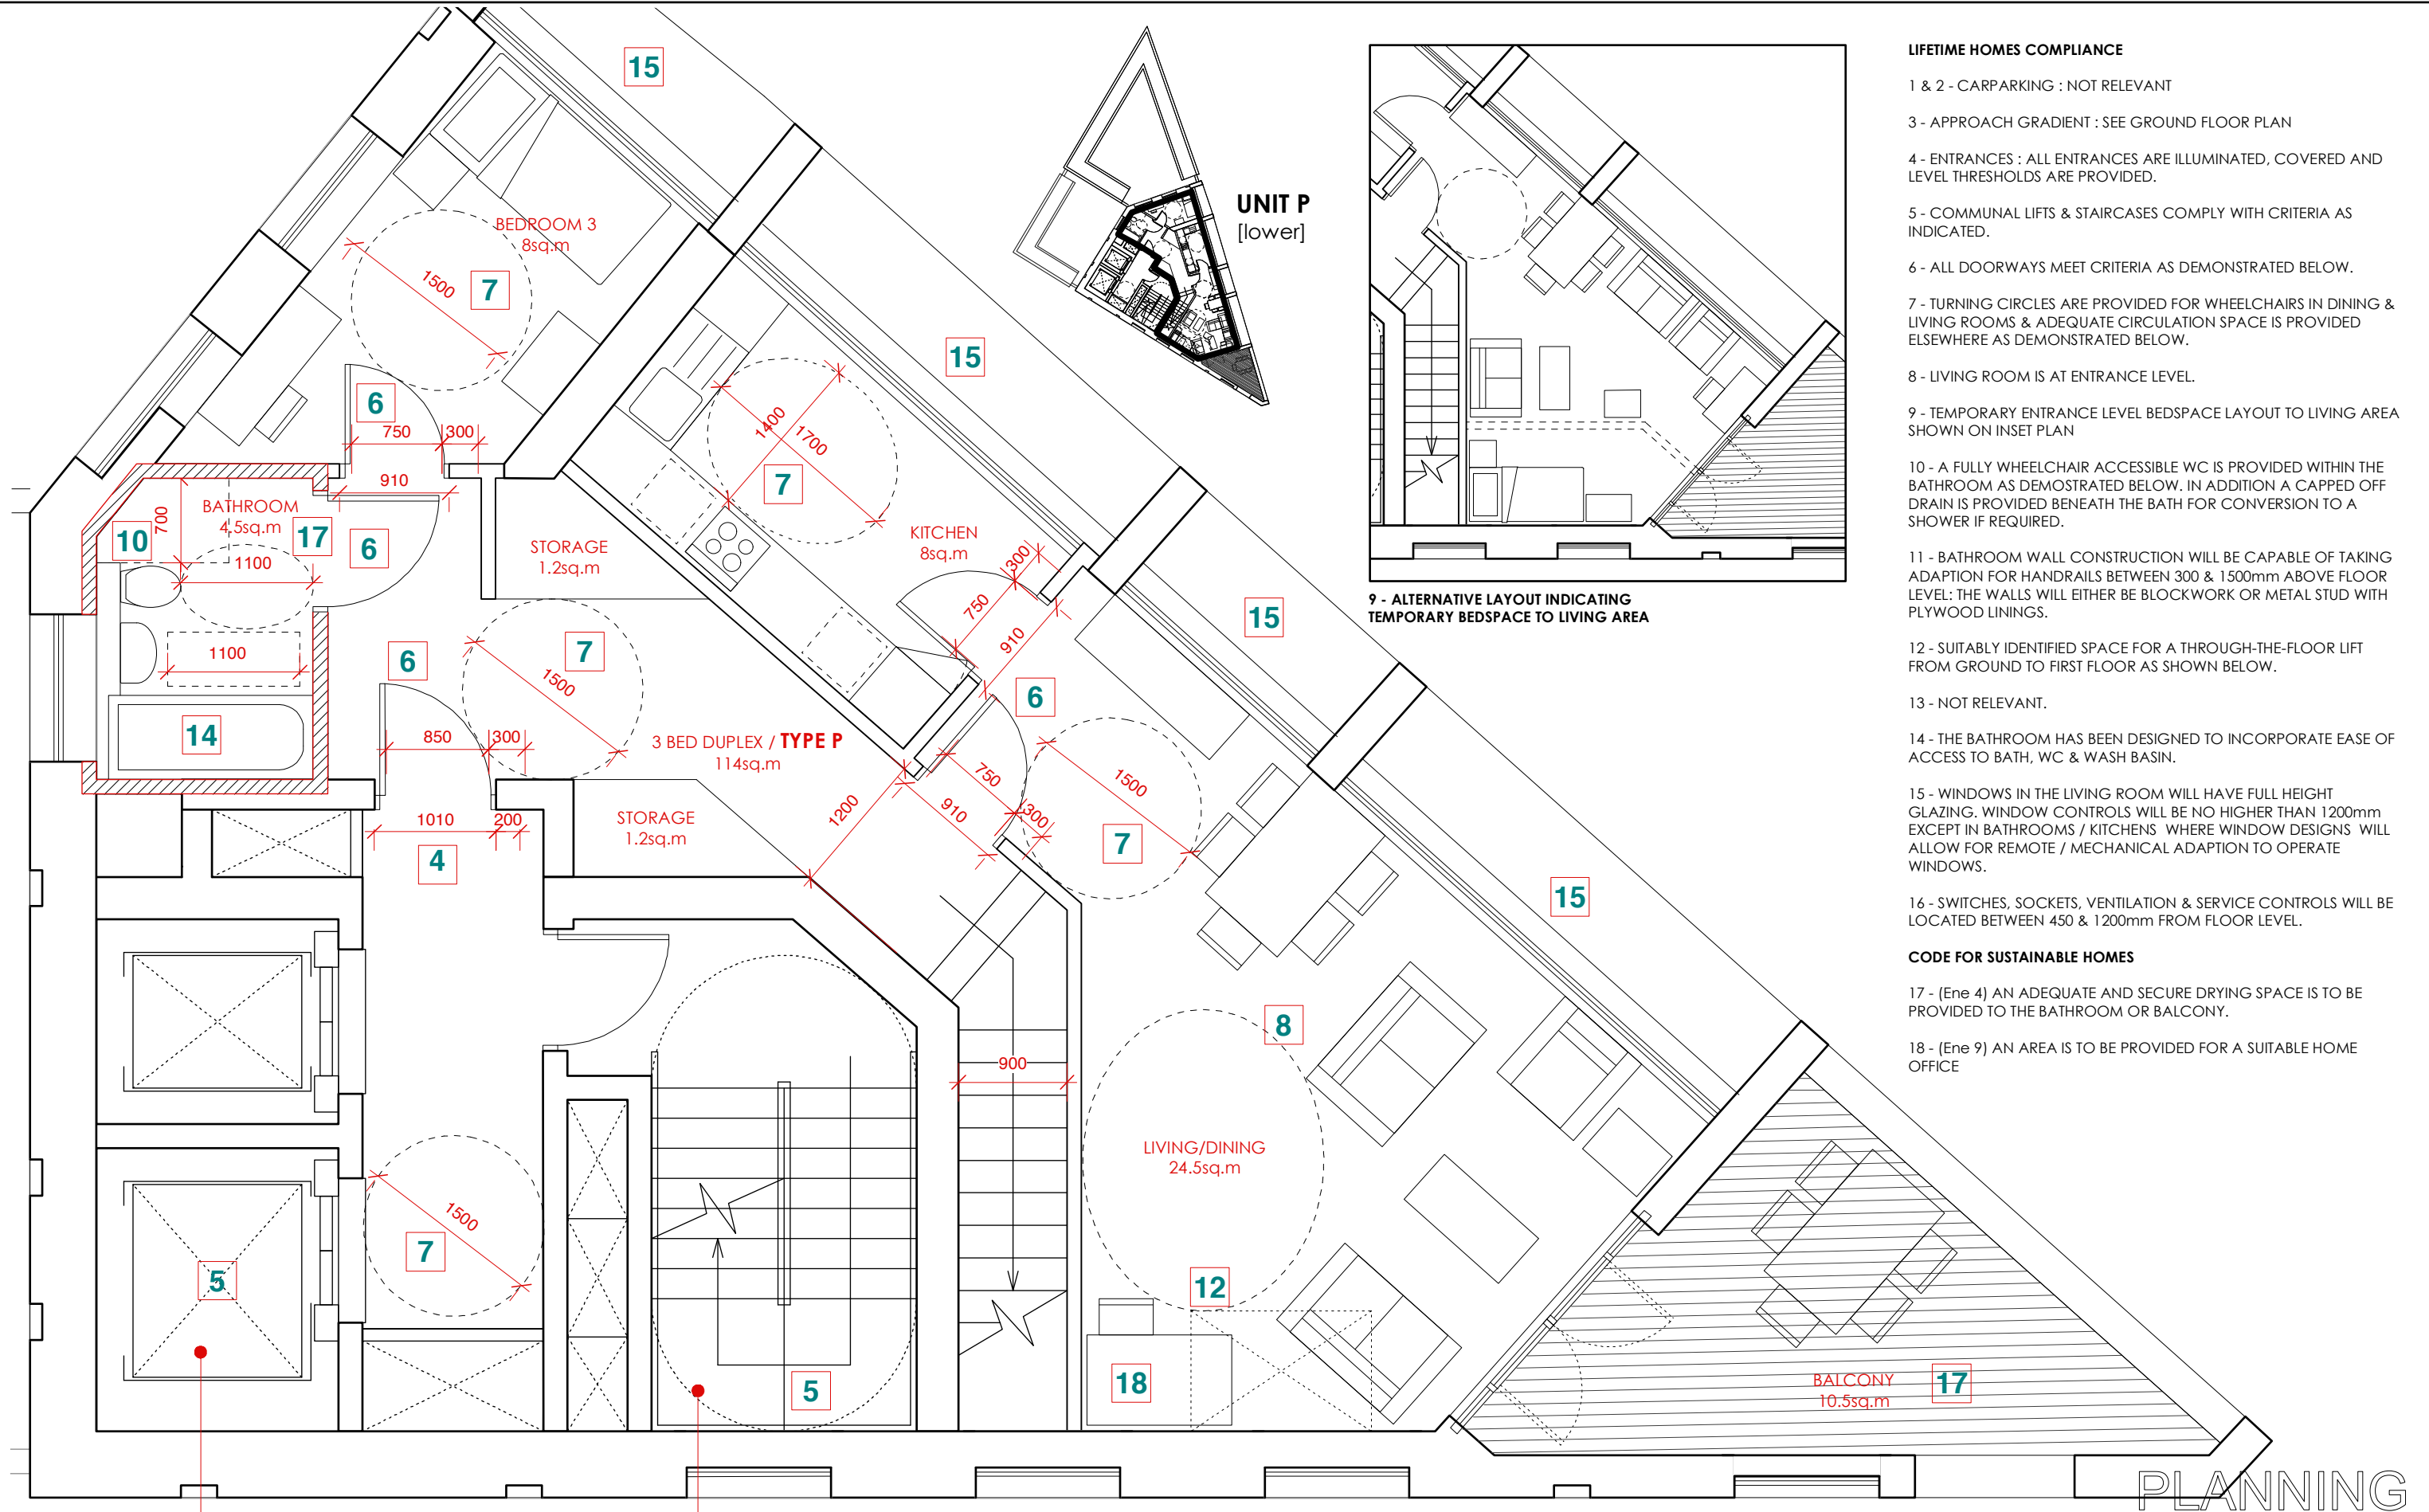 15
BEDROOM 3
8sq.m
1500
7
6
750
300
910
BATHROOM
4.5sq.m
700
10
17
6
1100
1100
14
STORAGE
1.2sq.m
6
7
1500
850
300
1010
200
4
3 BED DUPLEX / TYPE P
114sq.m
STORAGE
1.2sq.m
1200
15
1400
1700
7
KITCHEN
8sq.m
300
750
910
6
750
910
300
1500
7
15
15
8
900
LIVING/DINING
24.5sq.m
12
18
1500
7
5
5
BALCONY
10.5sq.m
17
UNIT P
[lower]
9 - ALTERNATIVE LAYOUT INDICATING
TEMPORARY BEDSPACE TO LIVING AREA
LIFETIME HOMES COMPLIANCE
1 & 2 - CARPARKING : NOT RELEVANT
3 - APPROACH GRADIENT : SEE GROUND FLOOR PLAN
4 - ENTRANCES : ALL ENTRANCES ARE ILLUMINATED, COVERED AND
LEVEL THRESHOLDS ARE PROVIDED.
5 - COMMUNAL LIFTS & STAIRCASES COMPLY WITH CRITERIA AS
INDICATED.
6 - ALL DOORWAYS MEET CRITERIA AS DEMONSTRATED BELOW.
7 - TURNING CIRCLES ARE PROVIDED FOR WHEELCHAIRS IN DINING &
LIVING ROOMS & ADEQUATE CIRCULATION SPACE IS PROVIDED
ELSEWHERE AS DEMONSTRATED BELOW.
8 - LIVING ROOM IS AT ENTRANCE LEVEL.
9 - TEMPORARY ENTRANCE LEVEL BEDSPACE LAYOUT TO LIVING AREA
SHOWN ON INSET PLAN
10 - A FULLY WHEELCHAIR ACCESSIBLE WC IS PROVIDED WITHIN THE
BATHROOM AS DEMOSTRATED BELOW. IN ADDITION A CAPPED OFF
DRAIN IS PROVIDED BENEATH THE BATH FOR CONVERSION TO A
SHOWER IF REQUIRED.
11 - BATHROOM WALL CONSTRUCTION WILL BE CAPABLE OF TAKING
ADAPTION FOR HANDRAILS BETWEEN 300 & 1500mm ABOVE FLOOR
LEVEL: THE WALLS WILL EITHER BE BLOCKWORK OR METAL STUD WITH
PLYWOOD LININGS.
12 - SUITABLY IDENTIFIED SPACE FOR A THROUGH-THE-FLOOR LIFT
FROM GROUND TO FIRST FLOOR AS SHOWN BELOW.
13 - NOT RELEVANT.
14 - THE BATHROOM HAS BEEN DESIGNED TO INCORPORATE EASE OF
ACCESS TO BATH, WC & WASH BASIN.
15 - WINDOWS IN THE LIVING ROOM WILL HAVE FULL HEIGHT
GLAZING. WINDOW CONTROLS WILL BE NO HIGHER THAN 1200mm
EXCEPT IN BATHROOMS / KITCHENS WHERE WINDOW DESIGNS WILL
ALLOW FOR REMOTE / MECHANICAL ADAPTION TO OPERATE
WINDOWS.
16 - SWITCHES, SOCKETS, VENTILATION & SERVICE CONTROLS WILL BE
LOCATED BETWEEN 450 & 1200mm FROM FLOOR LEVEL.
CODE FOR SUSTAINABLE HOMES
17 - (Ene 4) AN ADEQUATE AND SECURE DRYING SPACE IS TO BE
PROVIDED TO THE BATHROOM OR BALCONY.
18 - (Ene 9) AN AREA IS TO BE PROVIDED FOR A SUITABLE HOME
OFFICE
PLANNING